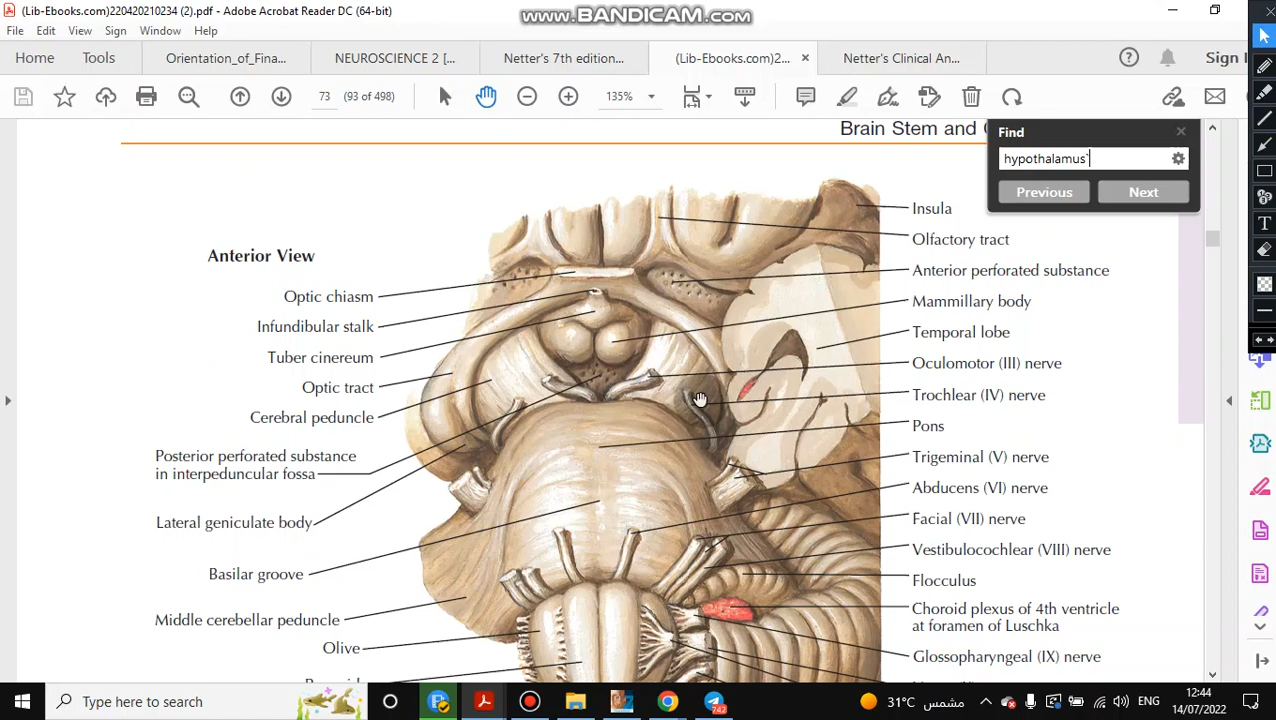 (Lib-Ebooks.com)220420210234 (2).pdf - Adobe Acrobat Reader DC (64-bit)
www.BANDICAM.com
File Edit View Sign Window Help
Home Tools Orientation_of_Fina... NEUROSCIENCE 2 [... Netter's 7th edition... (Lib-Ebooks.com)2... × Netter's Clinical An... Sign I
73 (93 of 498) 135%
Brain Stem and
Find
hypothalamus`
Previous Next
Anterior View
Optic chiasm
Infundibular stalk
Tuber cinereum
Optic tract
Cerebral peduncle
Posterior perforated substance
in interpeduncular fossa
Lateral geniculate body
Basilar groove
Middle cerebellar peduncle
Olive
Insula
Olfactory tract
Anterior perforated substance
Mammillary body
Temporal lobe
Oculomotor (III) nerve
Trochlear (IV) nerve
Pons
Trigeminal (V) nerve
Abducens (VI) nerve
Facial (VII) nerve
Vestibulocochlear (VIII) nerve
Flocculus
Choroid plexus of 4th ventricle
at foramen of Luschka
Glossopharyngeal (IX) nerve
Type here to search
742
31°C مشمس
ENG
12:44
14/07/2022